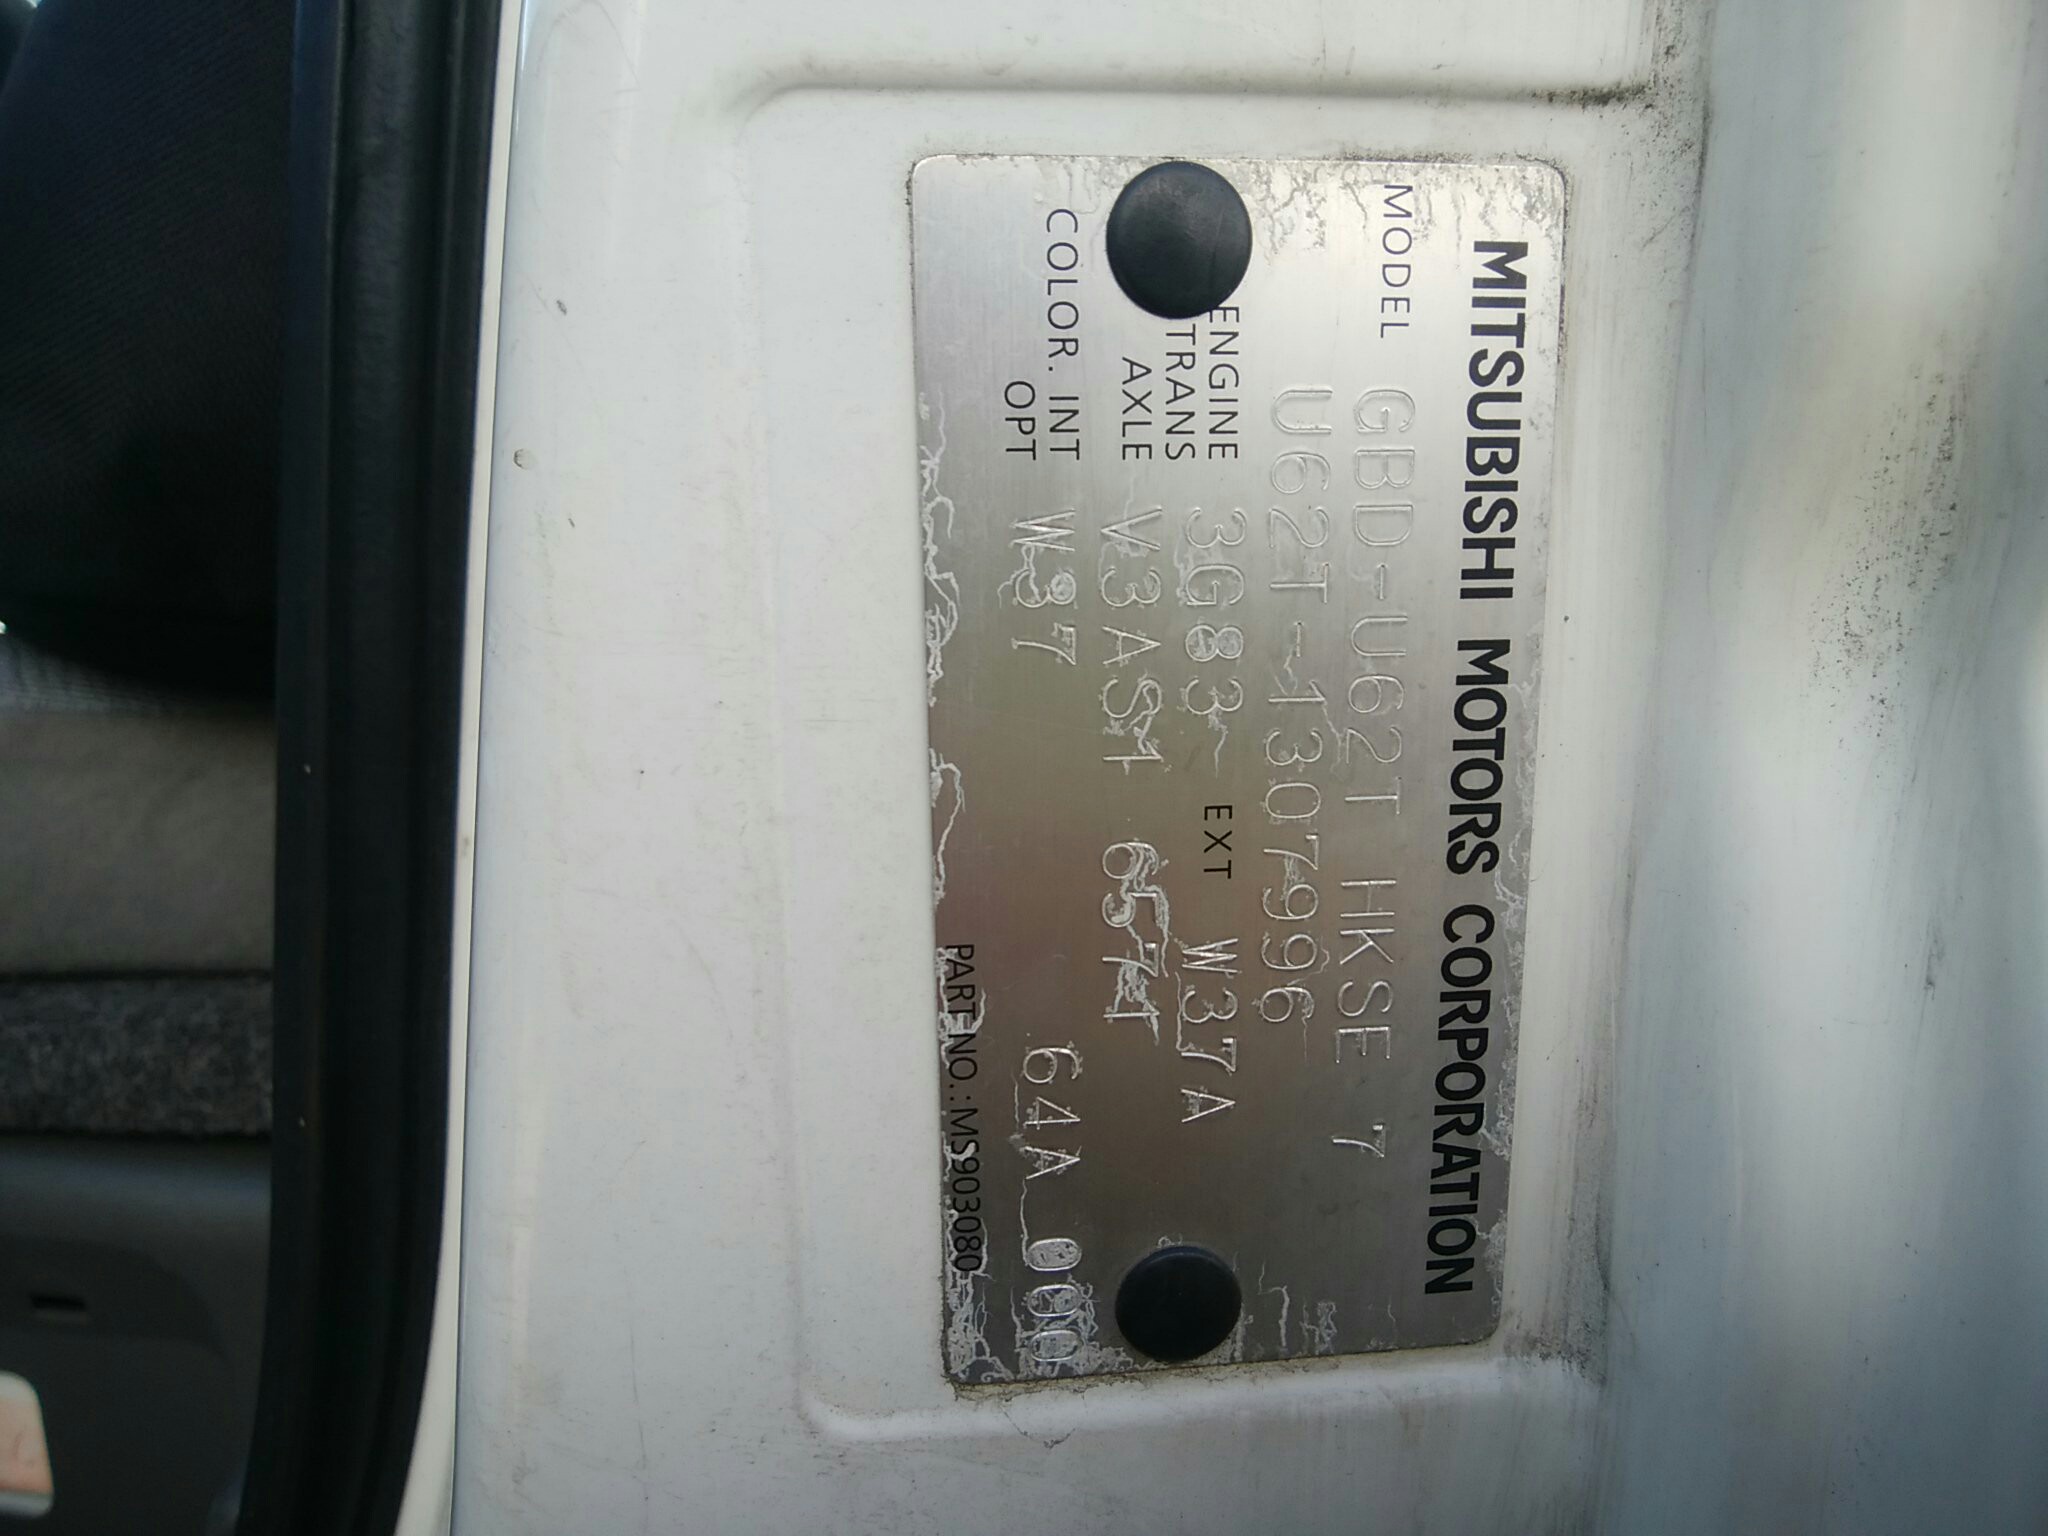 MITSUBISHI MOTORS CORPORATION
MODEL GBD-U62T HKSE 7
U62T-1307996
ENGINE 3G83 EXT W37A
TRANS
AXLE V3AS1 6571
COLOR. INT
OPT W37 64A 000
PART NO.: MS903080